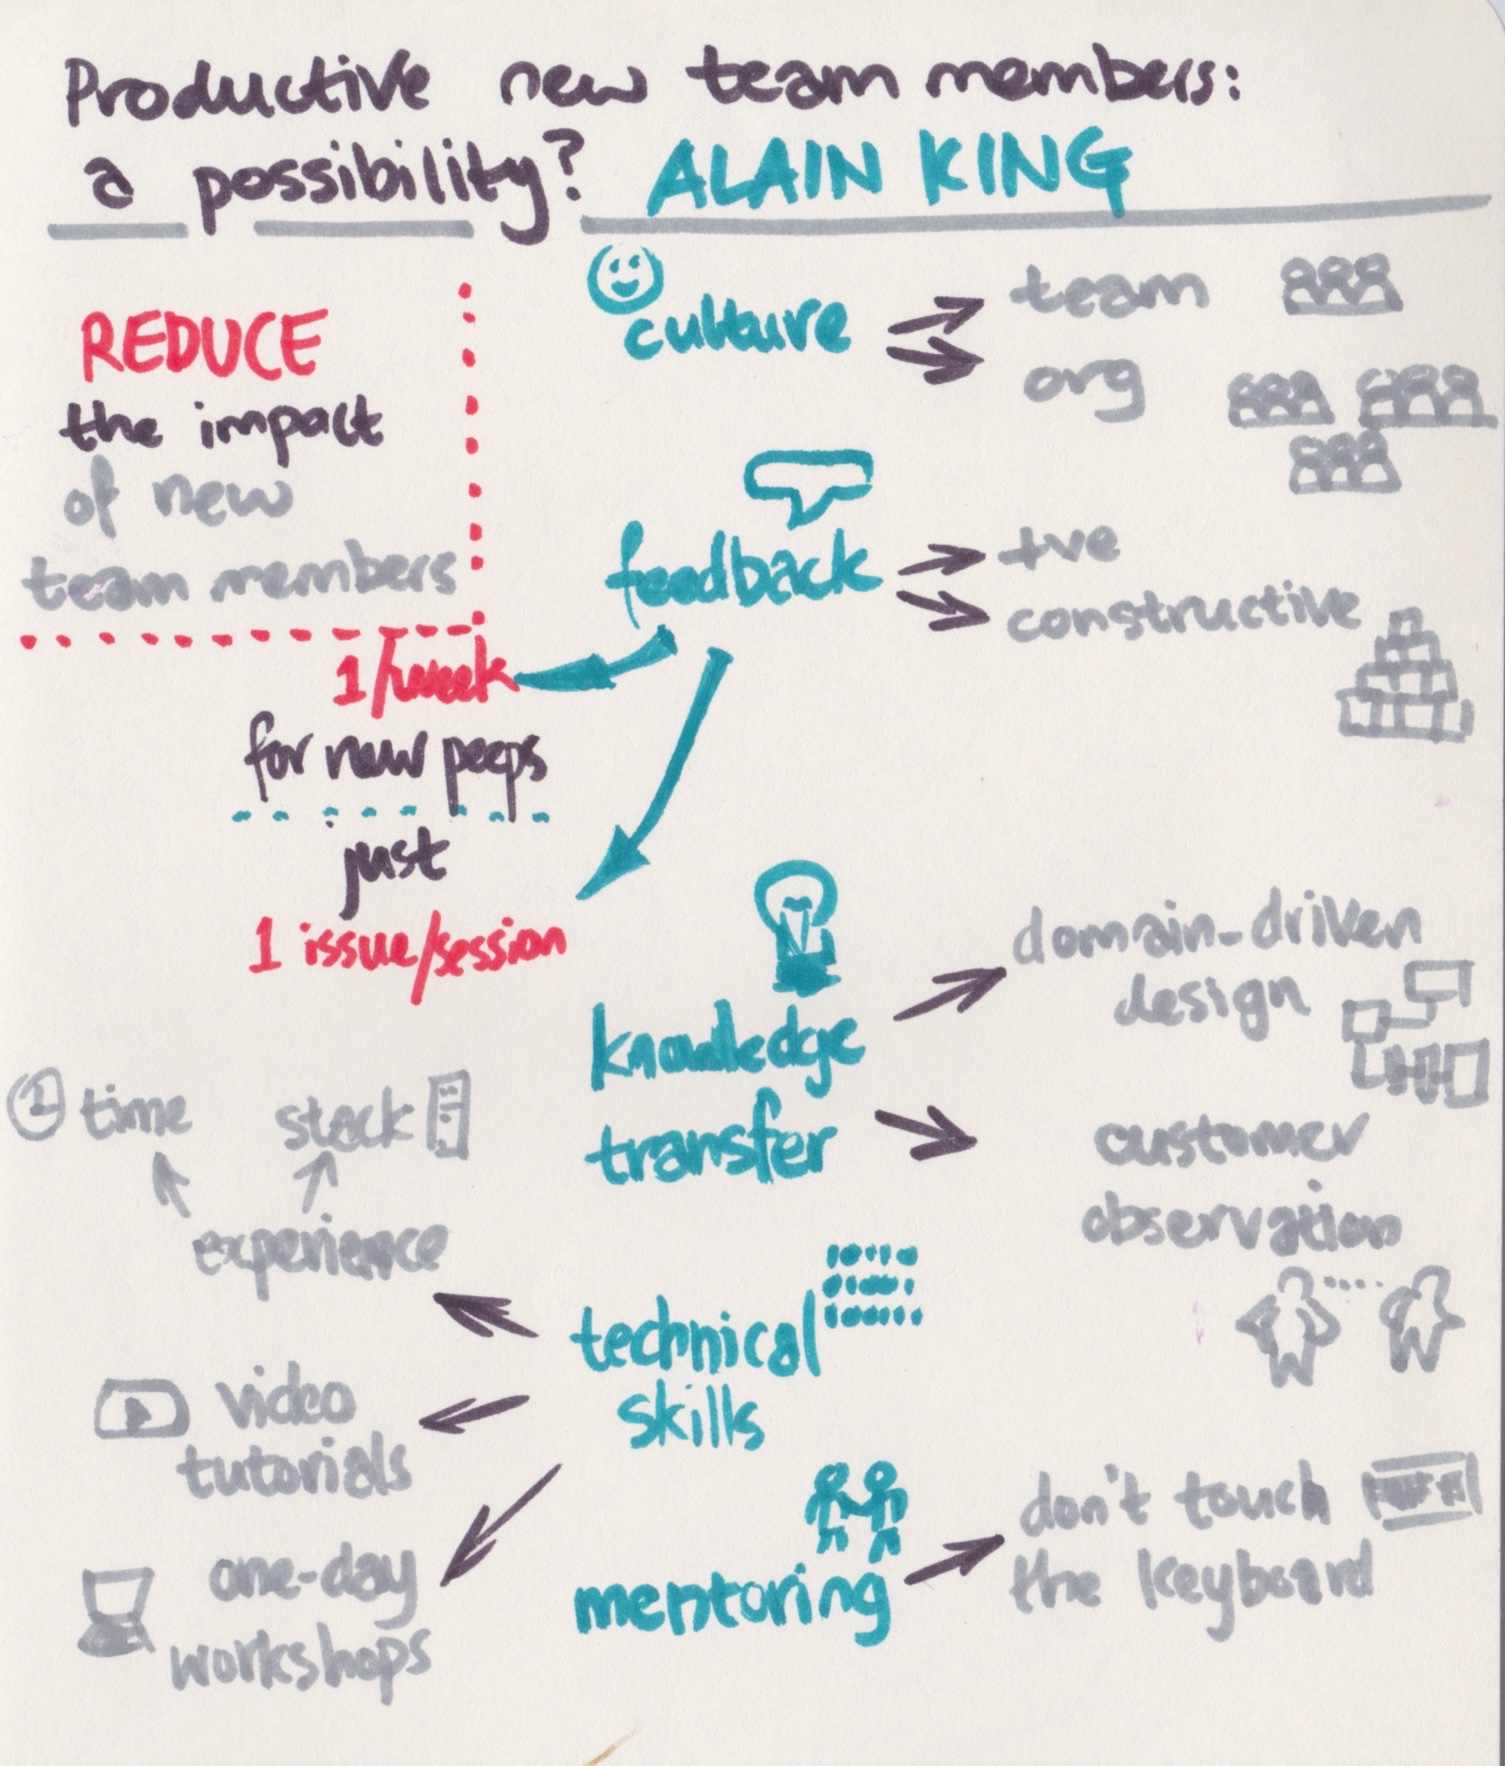 Productive new team members:
a possibility? ALAIN KING
REDUCE
the impact
of new
team members
culture
team
org
feedback
+ve
constructive
1/week
for new peeps
just
1 issue/session
knowledge
transfer
domain-driven
design
customer
observation
time
stack
experience
technical
skills
video
tutorials
one-day
workshops
mentoring
don't touch
the keyboard